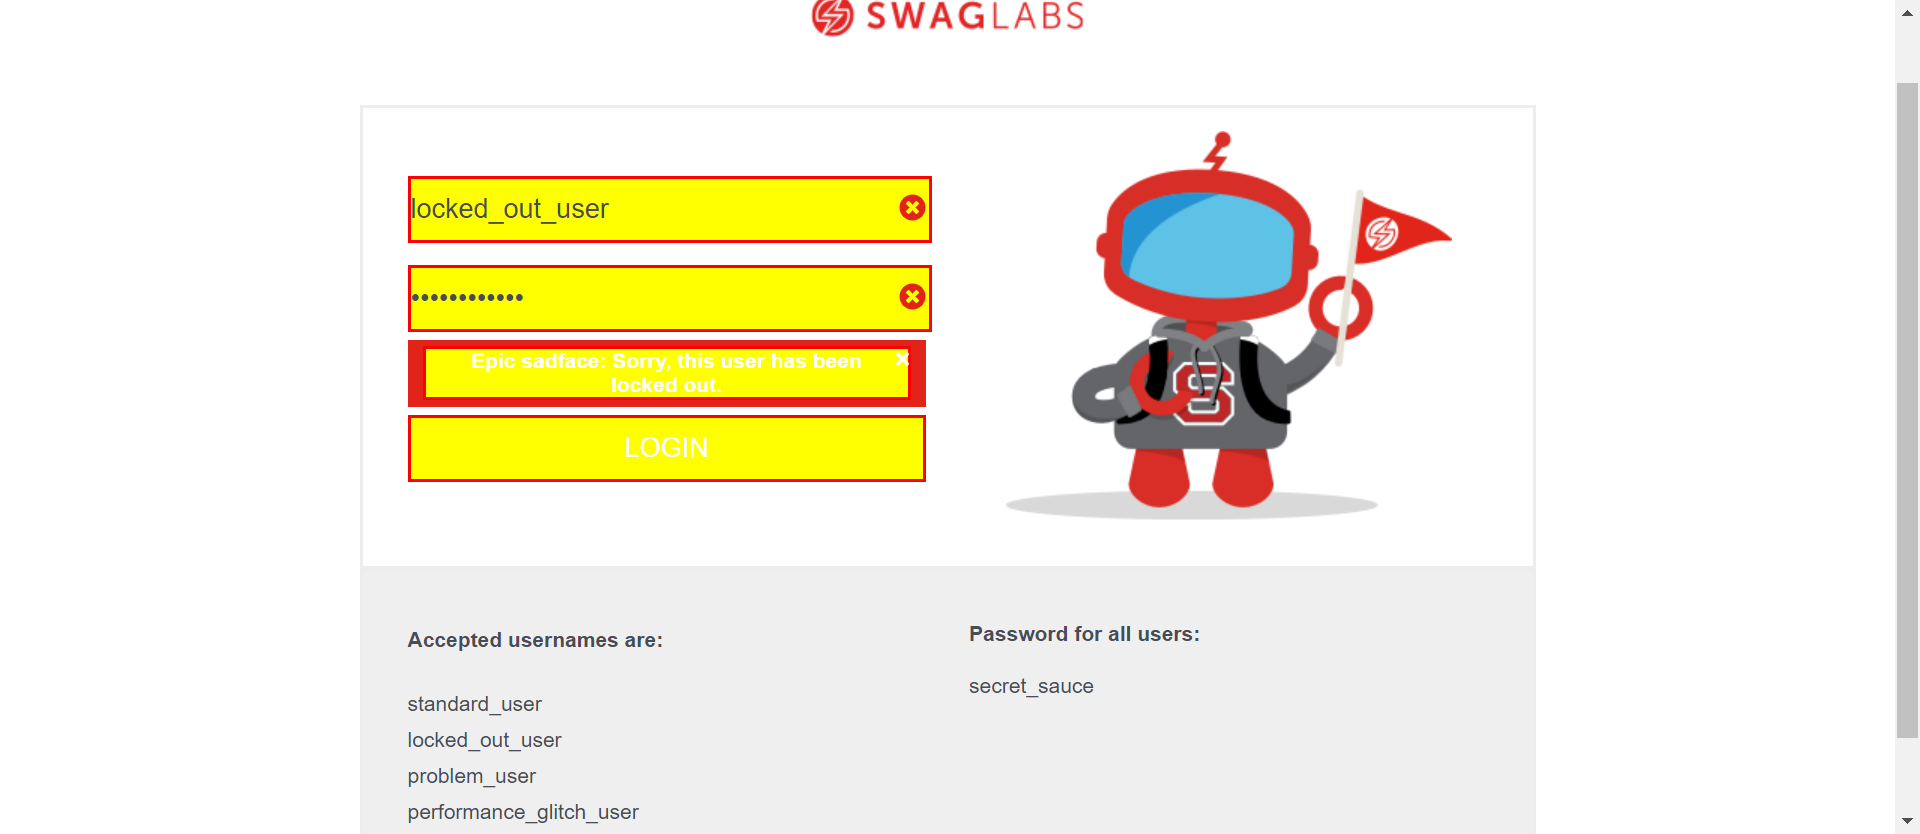 SWAGLABS
locked_out_user
••••••••••••
Epic sadface: Sorry, this user has been
locked out.
LOGIN
S
Accepted usernames are:
standard_user
locked_out_user
problem_user
performance_glitch_user
Password for all users:
secret_sauce